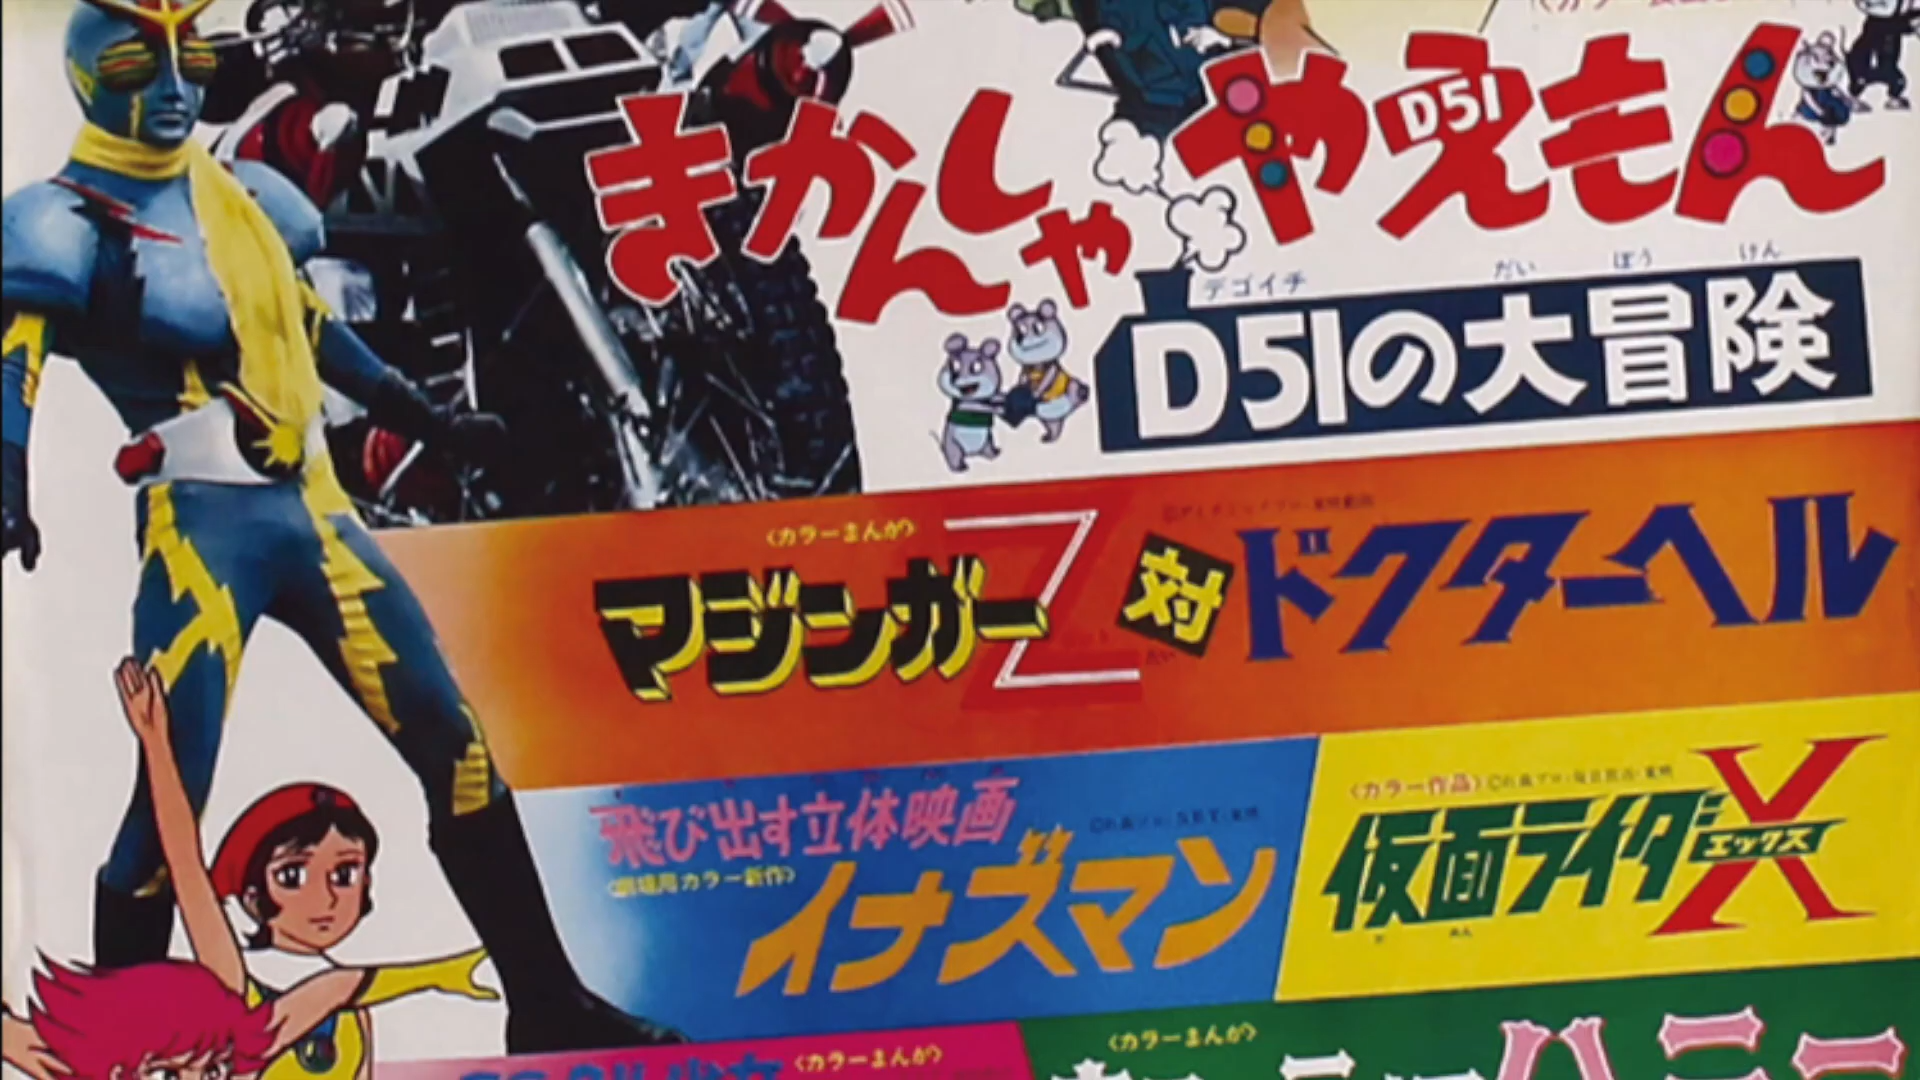 きかんしゃ やえもん
D51
デゴイチ だい ぼう けん
D51の大冒険
〈カラーまんが〉
マジンガーZ対ドクターヘル
たい
飛び出す立体映画
〈劇場用カラー新作〉
イナズマン
〈カラー作品〉
仮面ライダーX
エックス
〈カラーまんが〉
〈カラーまんが〉